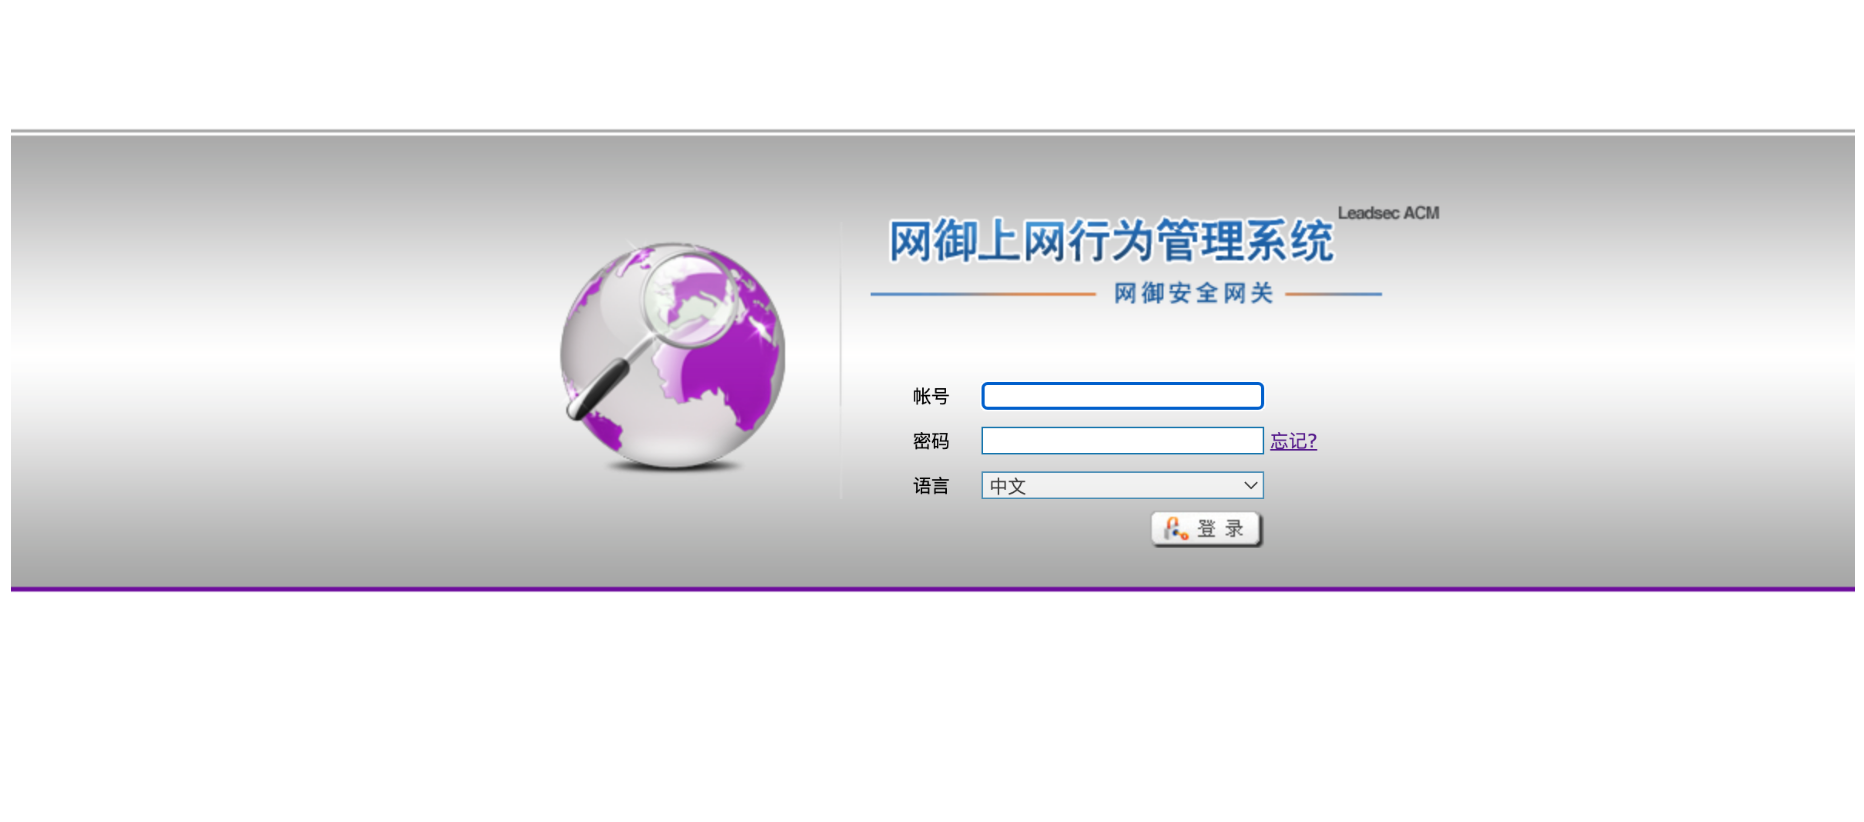 Leadsec ACM
网御上网行为管理系统
网御安全网关
帐号
密码 忘记?
语言 中文
登录